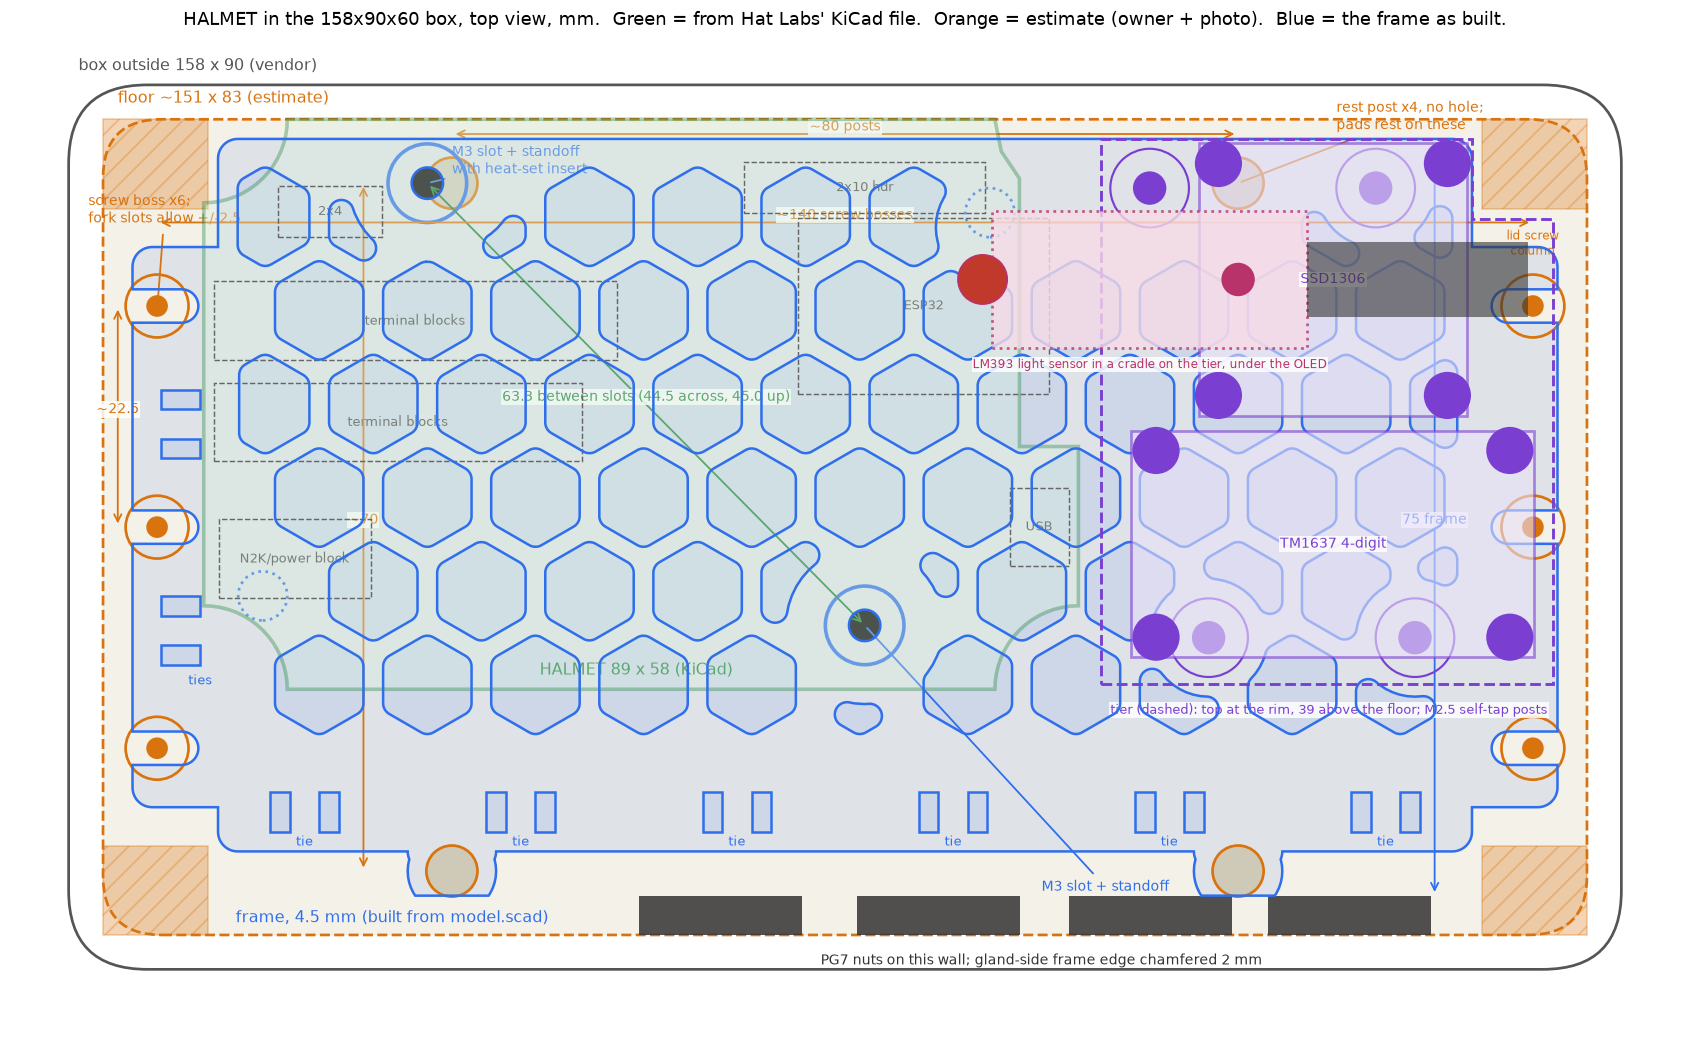 HALMET in the 158x90x60 box, top view, mm.  Green = from Hat Labs' KiCad file.  Orange = estimate (owner + photo).  Blue = the frame as built.
box outside 158 x 90 (vendor)
floor ~151 x 83 (estimate)
rest post x4, no hole;
pads rest on these
~80 posts
M3 slot + standoff
with heat-set insert
2x10 hdr
screw boss x6;
fork slots allow +/-2.5
2x4
~140 screw bosses
lid screw
column
SSD1306
ESP32
terminal blocks
LM393 light sensor in a cradle on the tier, under the OLED
63.3 between slots (44.5 across, 45.0 up)
~22.5
terminal blocks
~70
75 frame
USB
TM1637 4-digit
N2K/power block
HALMET 89 x 58 (KiCad)
ties
tier (dashed): top at the rim, 39 above the floor; M2.5 self-tap posts
tie
tie
tie
tie
tie
tie
M3 slot + standoff
frame, 4.5 mm (built from model.scad)
PG7 nuts on this wall; gland-side frame edge chamfered 2 mm